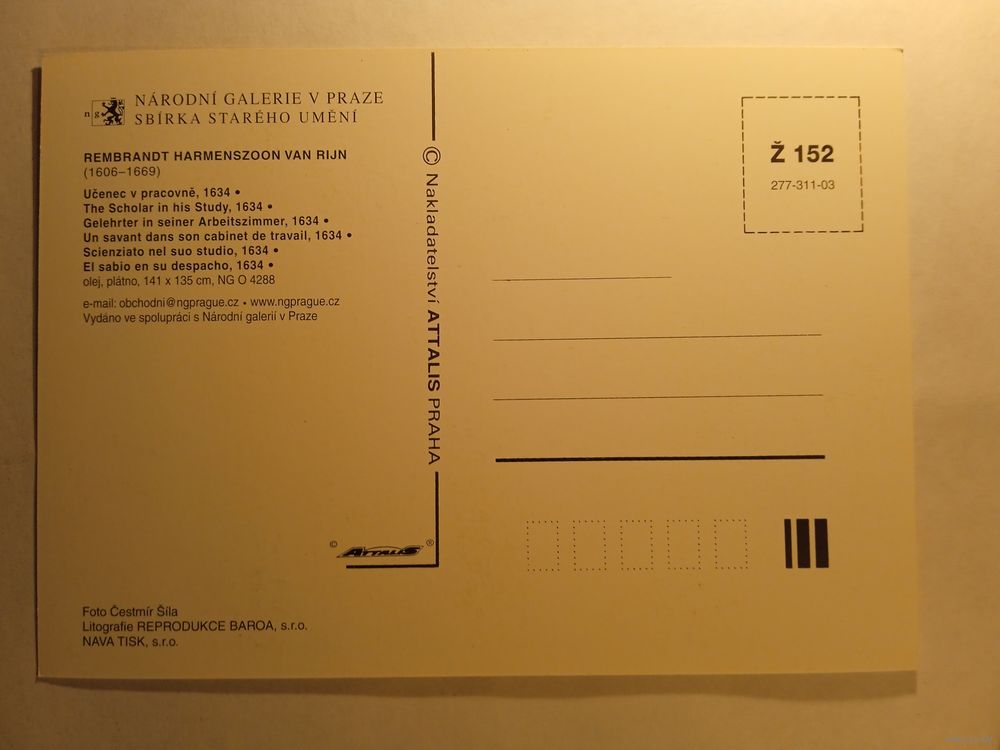 n g
NÁRODNÍ GALERIE V PRAZE
SBÍRKA STARÉHO UMĚNÍ
REMBRANDT HARMENSZOON VAN RIJN
(1606–1669)
Učenec v pracovně, 1634 •
The Scholar in his Study, 1634 •
Gelehrter in seiner Arbeitszimmer, 1634 •
Un savant dans son cabinet de travail, 1634 •
Scienziato nel suo studio, 1634 •
El sabio en su despacho, 1634 •
olej, plátno, 141 x 135 cm, NG O 4288
e-mail: obchodni@ngprague.cz • www.ngprague.cz
Vydáno ve spolupráci s Národní galerií v Praze
© ATTALIS ®
Foto Čestmír Šíla
Litografie REPRODUKCE BAROA, s.r.o.
NAVA TISK, s.r.o.
© Nakladatelství ATTALIS PRAHA
Ž 152
277-311-03